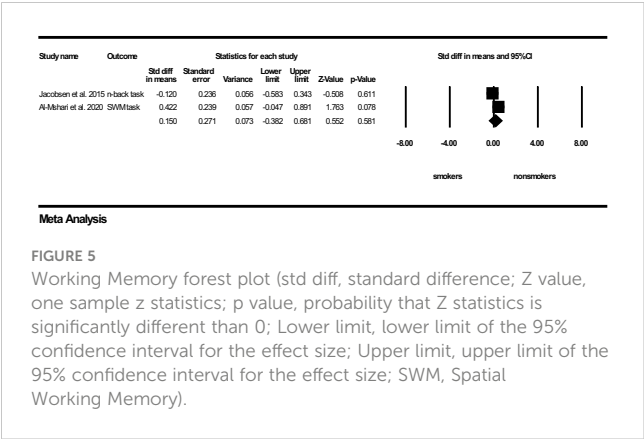 Study name Outcome Statistics for each study Std diff in means and 95% CI
Std diff in means Standard error Variance Lower limit Upper limit Z-Value p-Value
Jacobsen et al. 2015 n-back task -0.120 0.236 0.056 -0.583 0.343 -0.508 0.611
Al-Mshari et al. 2020 SWM task 0.422 0.239 0.057 -0.047 0.891 1.763 0.078
0.150 0.271 0.073 -0.382 0.681 0.552 0.581
-8.00 -4.00 0.00 4.00 8.00
smokers nonsmokers
Meta Analysis
FIGURE 5
Working Memory forest plot (std diff, standard difference; Z value,
one sample z statistics; p value, probability that Z statistics is
significantly different than 0; Lower limit, lower limit of the 95%
confidence interval for the effect size; Upper limit, upper limit of the
95% confidence interval for the effect size; SWM, Spatial
Working Memory).